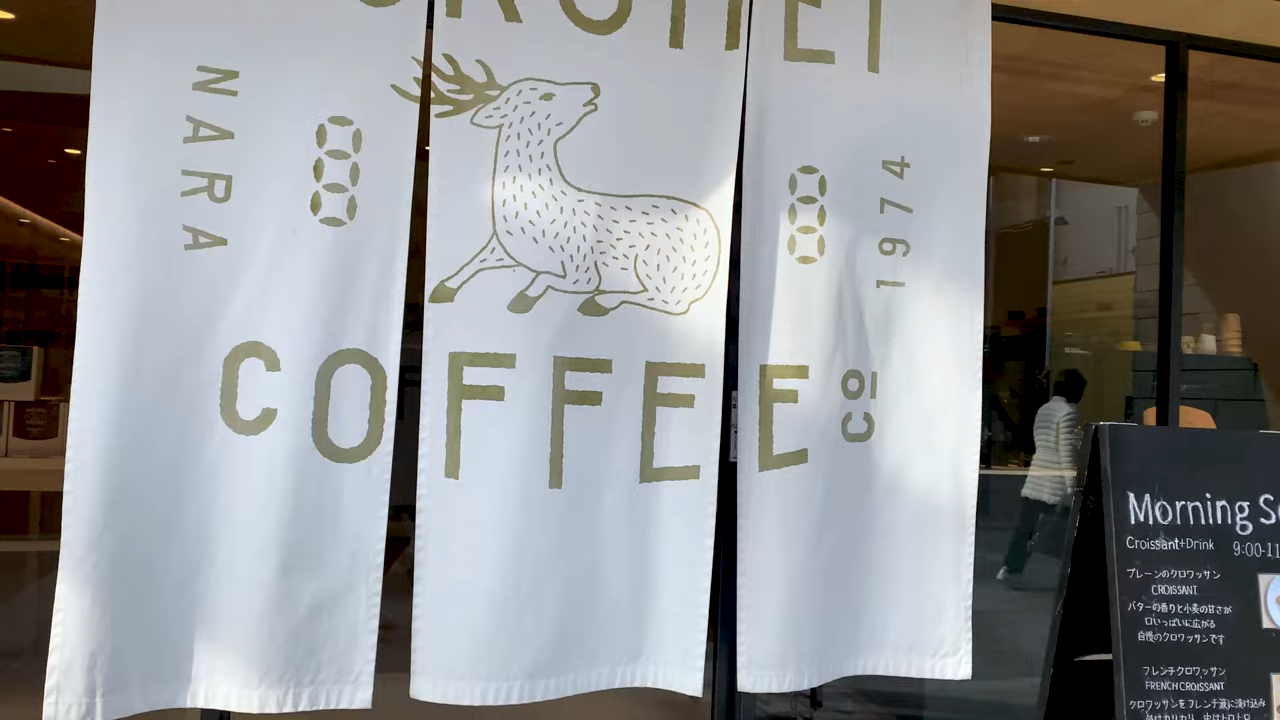 NARA
1974
COFFEE
Co
Morning
Croissant+Drink 9:00-11
プレーンのクロワッサン
CROISSANT
バターの香りと小麦の甘さが
口いっぱいに広がる
自慢のクロワッサンです
フレンチクロワッサン
FRENCH CROISSANT
クロワッサンをフレンチ液に漬け込み